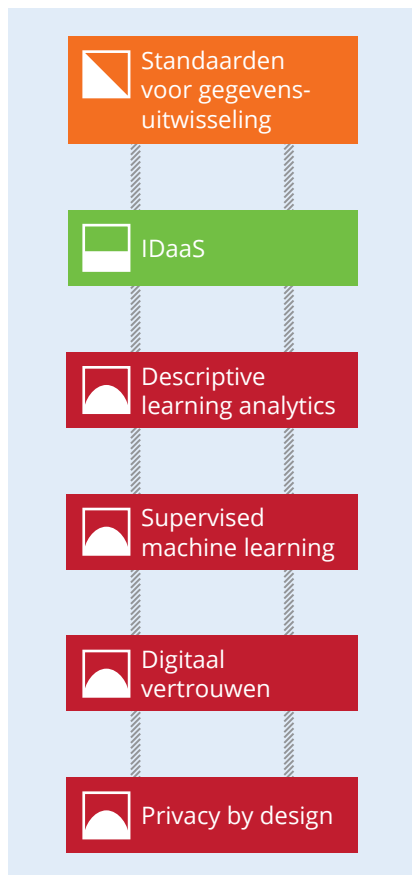 Standaarden
voor gegevens-
uitwisseling
IDaaS
Descriptive
learning analytics
Supervised
machine learning
Digitaal
vertrouwen
Privacy by design